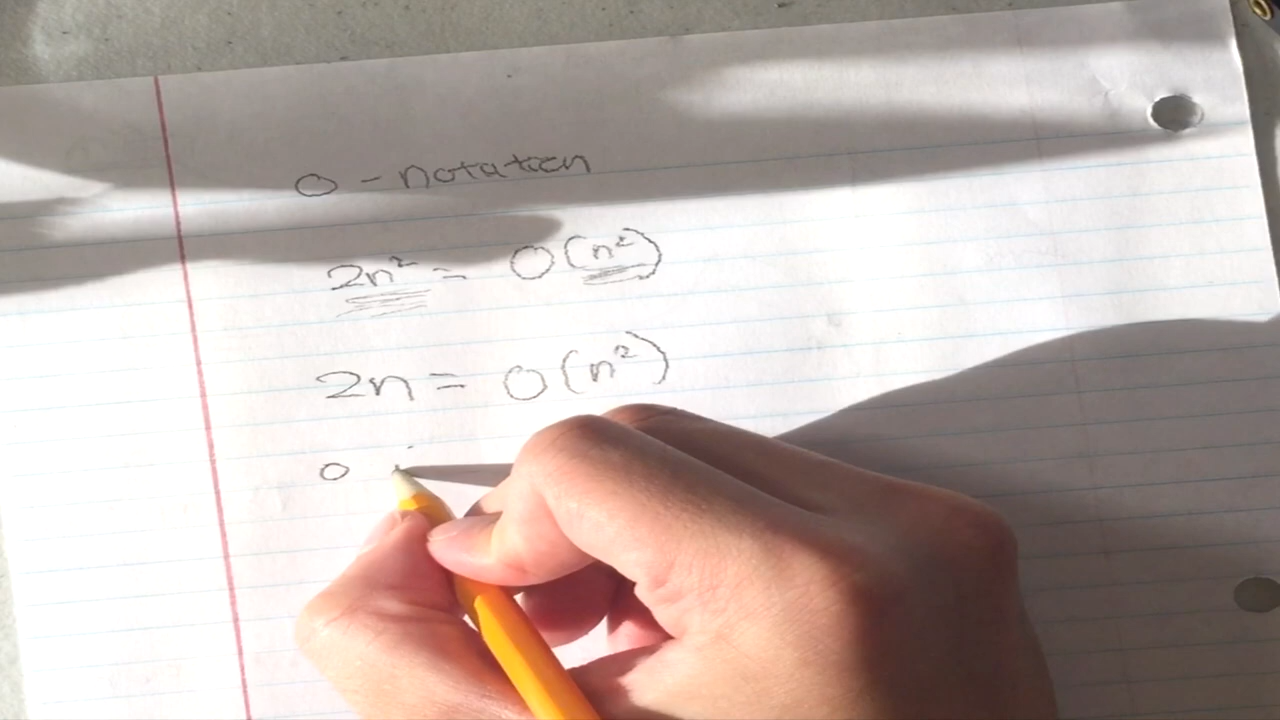 o - notation
2n² = O(n²)
2n = O(n²)
o